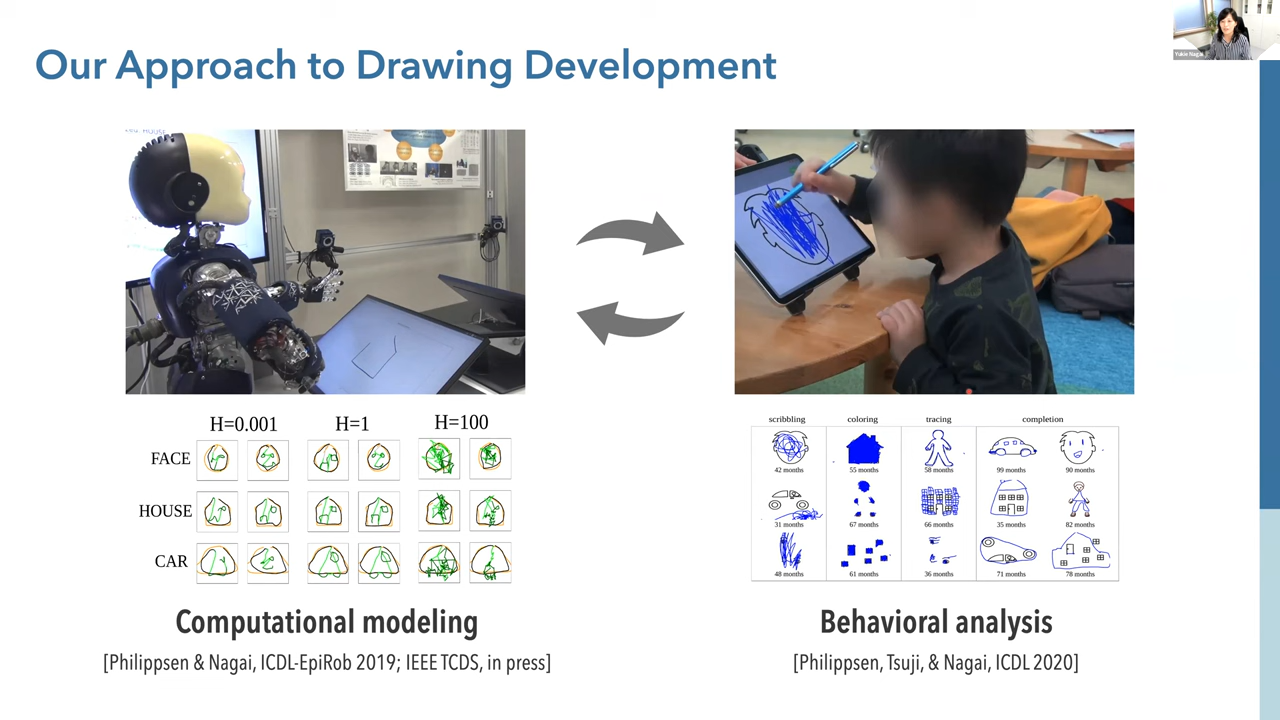 Our Approach to Drawing Development
Yukie Nagai
H=0.001 H=1 H=100
FACE
HOUSE
CAR
scribbling coloring tracing completion
42 months 55 months 58 months 99 months 90 months
31 months 67 months 66 months 35 months 82 months
48 months 61 months 36 months 71 months 78 months
Computational modeling
[Philippsen & Nagai, ICDL-EpiRob 2019; IEEE TCDS, in press]
Behavioral analysis
[Philippsen, Tsuji, & Nagai, ICDL 2020]